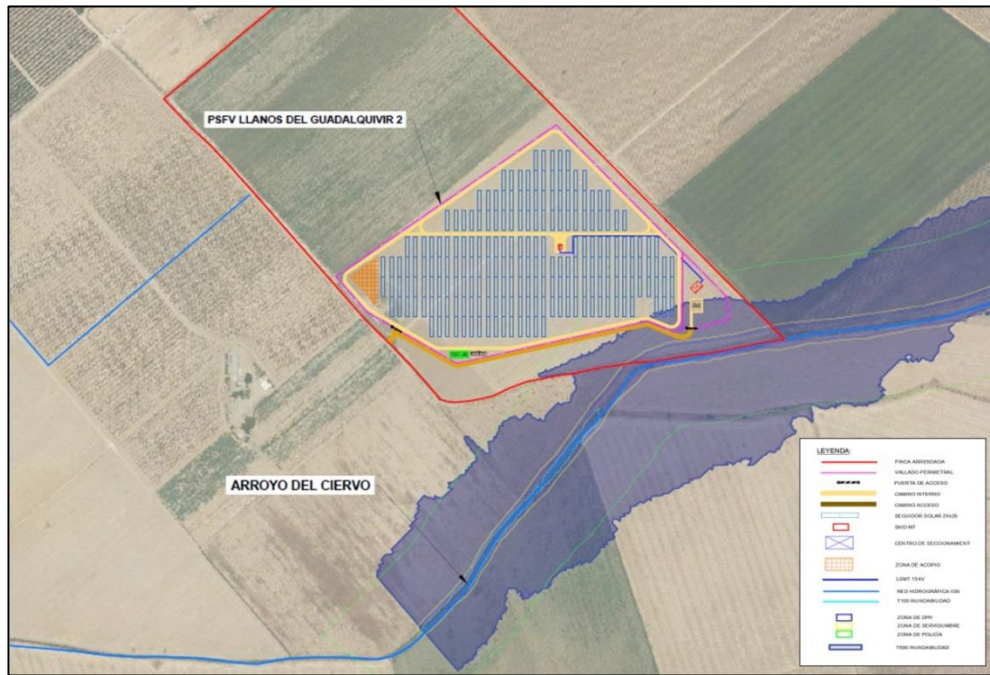 PSFV LLANOS DEL GUADALQUIVIR 2
ARROYO DEL CIERVO
LEYENDA:
FINCA ARRENDADA
VALLADO PERIMETRAL
PUERTA DE ACCESO
CAMINO INTERNO
CAMINO ACCESO
SEGUIDOR SOLAR 2Vx28
SKID MT
CENTRO DE SECCIONAMIENT
ZONA DE ACOPIO
LSMT 15 kV
RED HIDROGRÁFICA IGN
T100 INUNDABILIDAD
ZONA DE DPH
ZONA DE SERVIDUMBRE
ZONA DE POLICÍA
T500 INUNDABILIDAD